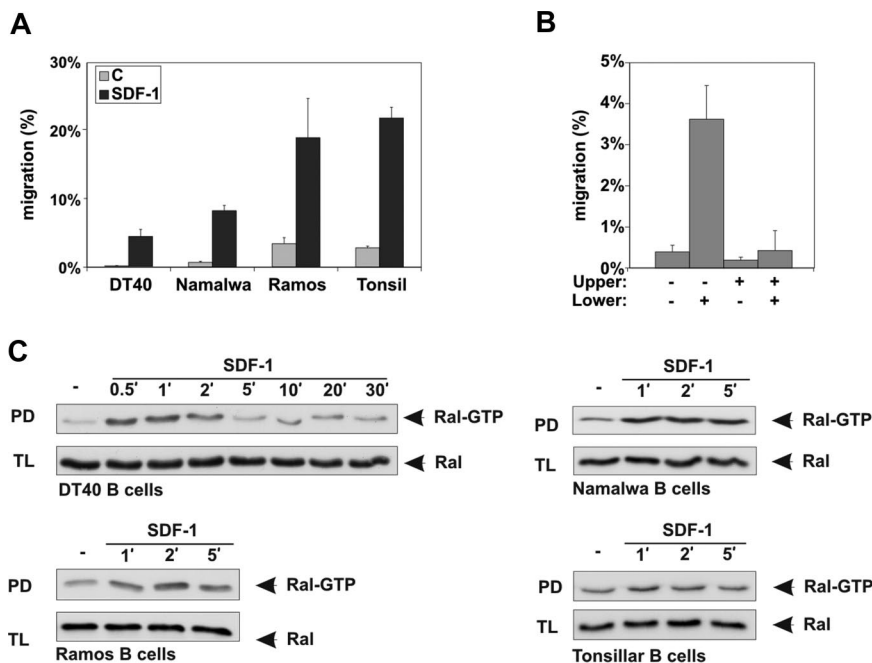 A
30%
20%
10%
0%
migration (%)
C
SDF-1
DT40 Namalwa Ramos Tonsil
B
5%
4%
3%
2%
1%
0%
migration (%)
Upper: - - + +
Lower: - + - +
C
SDF-1
- 0.5' 1' 2' 5' 10' 20' 30'
PD Ral-GTP
TL Ral
DT40 B cells
SDF-1
- 1' 2' 5'
PD Ral-GTP
TL Ral
Namalwa B cells
SDF-1
- 1' 2' 5'
PD Ral-GTP
TL Ral
Ramos B cells
SDF-1
- 1' 2' 5'
PD Ral-GTP
TL Ral
Tonsillar B cells